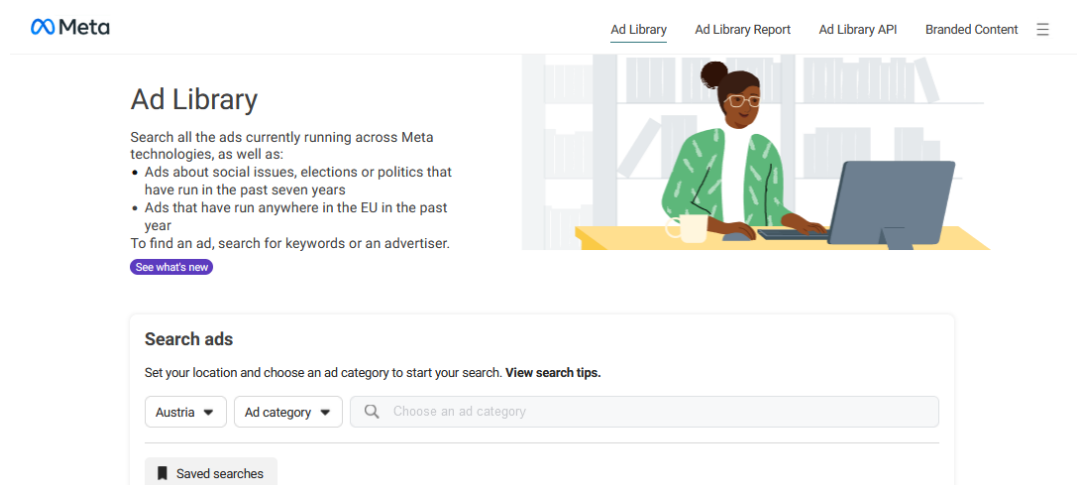 Meta
Ad Library
Ad Library Report
Ad Library API
Branded Content
Ad Library
Search all the ads currently running across Meta
technologies, as well as:
• Ads about social issues, elections or politics that
have run in the past seven years
• Ads that have run anywhere in the EU in the past
year
To find an ad, search for keywords or an advertiser.
See what's new
Search ads
Set your location and choose an ad category to start your search. View search tips.
Austria
Ad category
Choose an ad category
Saved searches